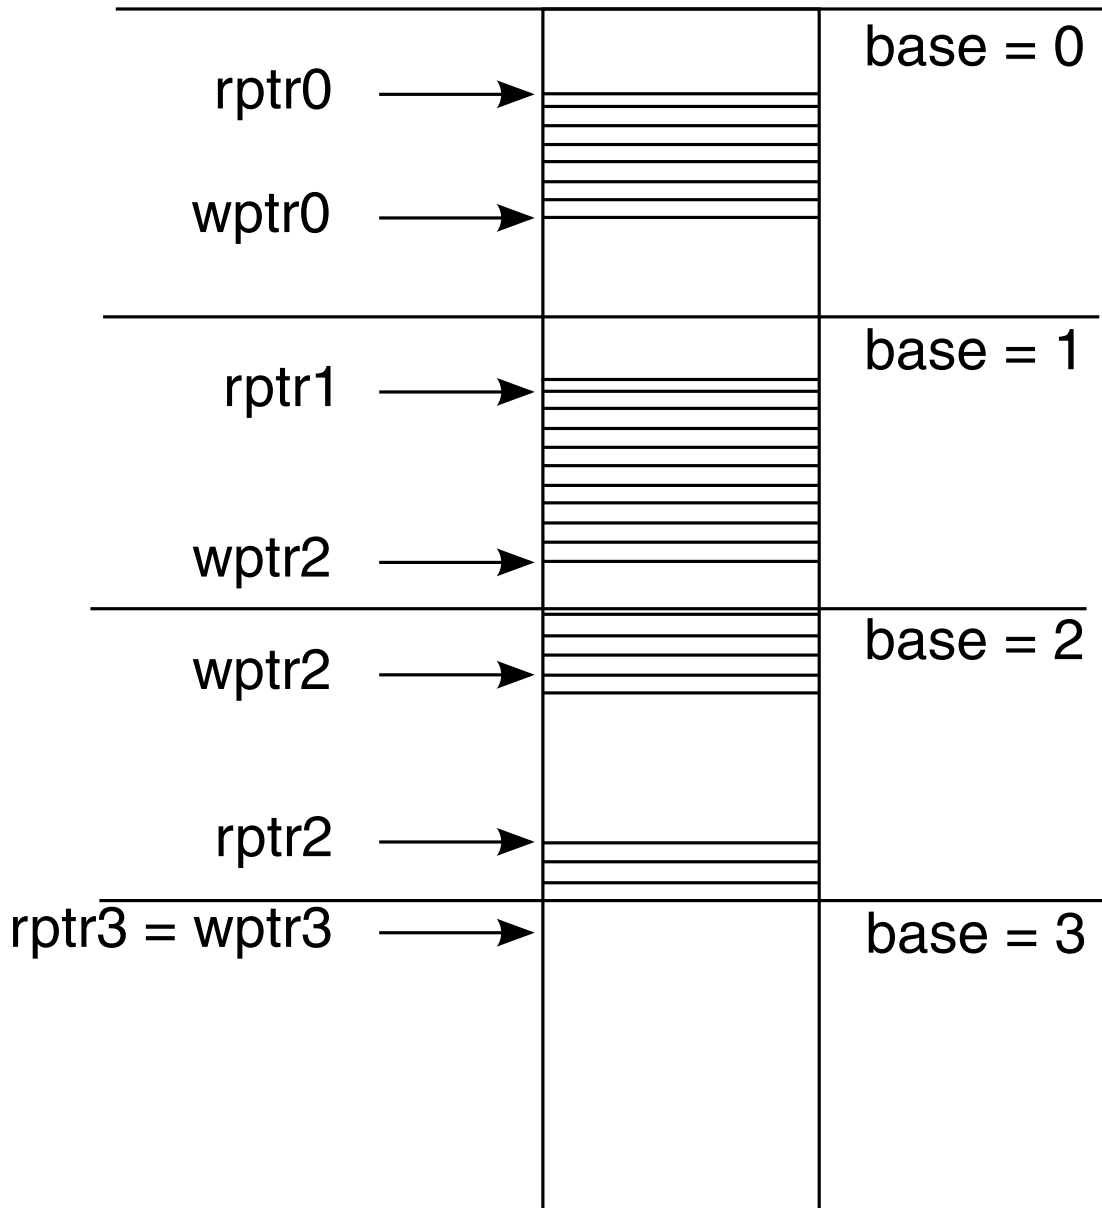 base = 0
rptr0
wptr0
base = 1
rptr1
wptr2
base = 2
wptr2
rptr2
rptr3 = wptr3
base = 3